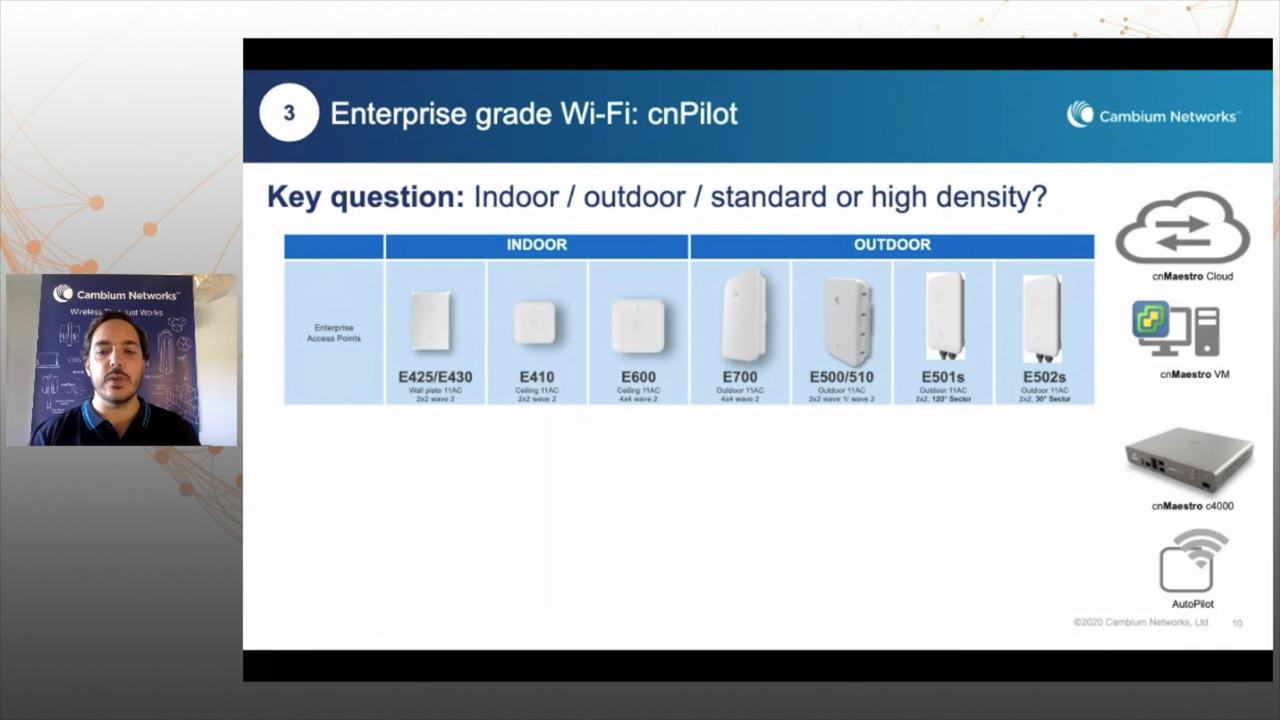 3
Enterprise grade Wi-Fi: cnPilot
Cambium Networks™
Key question: Indoor / outdoor / standard or high density?
INDOOR
OUTDOOR
Enterprise
Access Points
E425/E430
Wall plate 11AC
2x2 wave 2
E410
Ceiling 11AC
2x2 wave 2
E600
Ceiling 11AC
4x4 wave 2
E700
Outdoor 11AC
4x4 wave 2
E500/510
Outdoor 11AC
2x2 wave 1/ wave 2
E501s
Outdoor 11AC
2x2, 120° Sector
E502s
Outdoor 11AC
2x2, 30° Sector
cnMaestro Cloud
cnMaestro VM
cnMaestro c4000
AutoPilot
©2020 Cambium Networks, Ltd
10
Cambium Networks™
Wireless Just Works